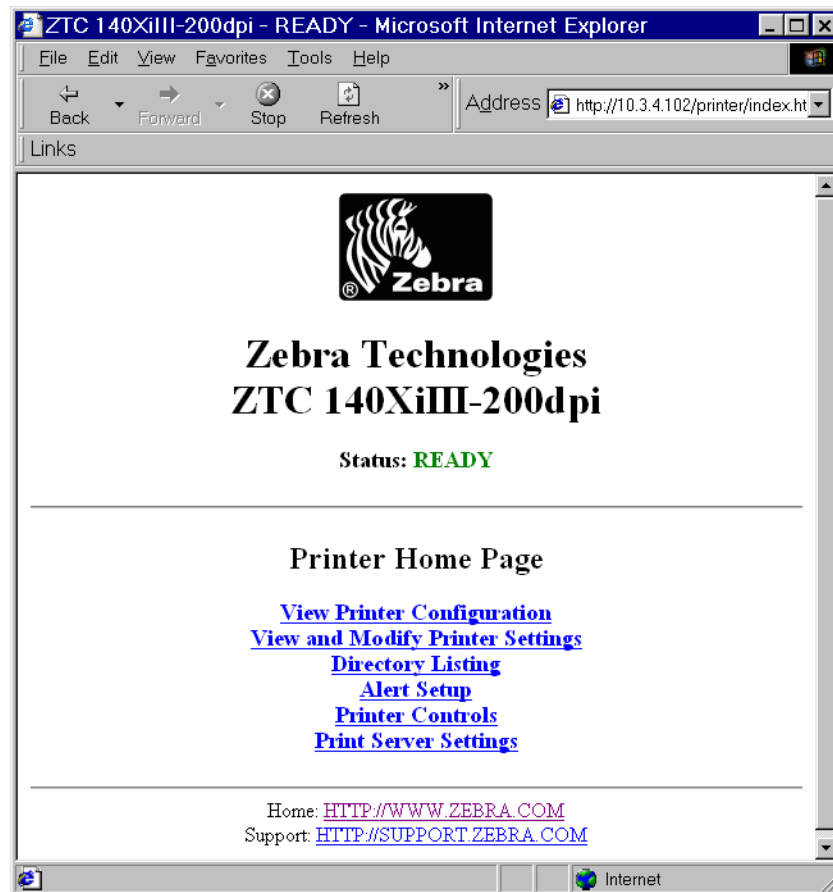 ZTC 140XiIII-200dpi - READY - Microsoft Internet Explorer
File Edit View Favorites Tools Help
Back Forward Stop Refresh » Address http://10.3.4.102/printer/index.ht
Links
® Zebra
Zebra Technologies
ZTC 140XiIII-200dpi
Status: READY
Printer Home Page
View Printer Configuration
View and Modify Printer Settings
Directory Listing
Alert Setup
Printer Controls
Print Server Settings
Home: HTTP://WWW.ZEBRA.COM
Support: HTTP://SUPPORT.ZEBRA.COM
Internet